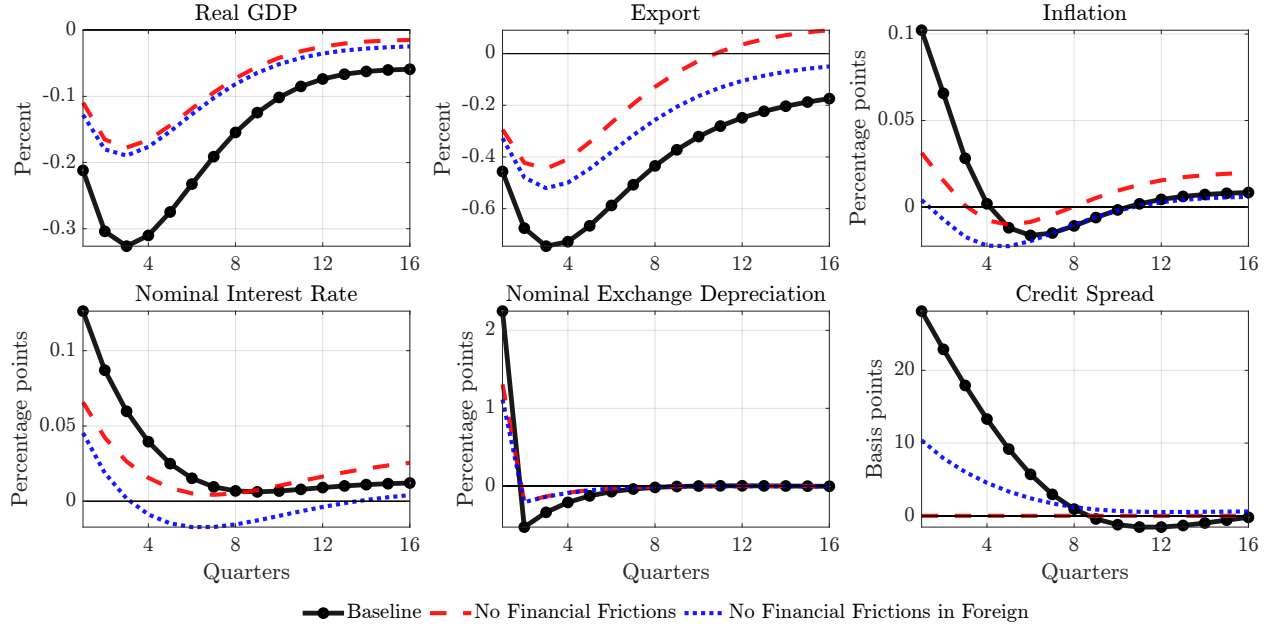 Real GDP
Export
Inflation
Percent
0
-0.1
-0.2
-0.3
4
8
12
16
Percent
0
-0.2
-0.4
-0.6
4
8
12
16
Percentage points
0.1
0.05
0
4
8
12
16
Nominal Interest Rate
Nominal Exchange Depreciation
Credit Spread
Percentage points
0.1
0.05
0
4
8
12
16
Quarters
Percentage points
2
1
0
4
8
12
16
Quarters
Basis points
20
10
0
4
8
12
16
Quarters
Baseline
No Financial Frictions
No Financial Frictions in Foreign